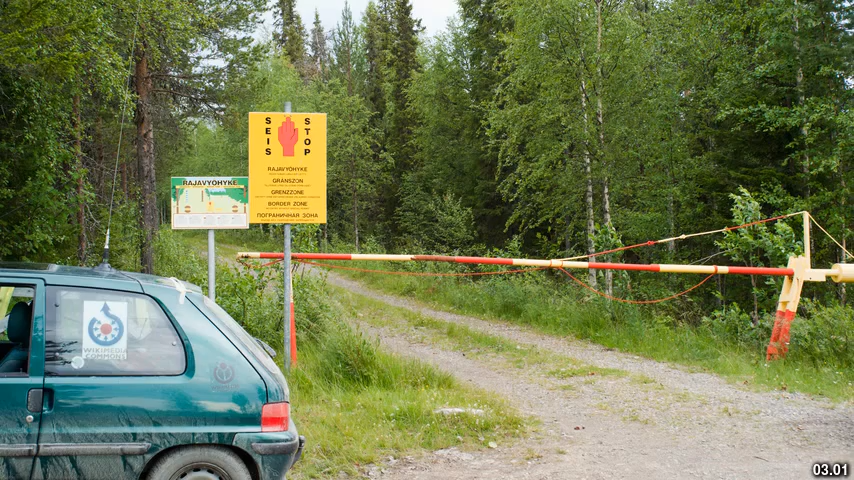 SEIS
STOP
RAJAVYÖHYKE
GRÄNSZON
GRENZZONE
BORDER ZONE
ПОГРАНИЧНАЯ ЗОНА
RAJAVYÖHYKE
WIKIMEDIA
COMMONS
03.01